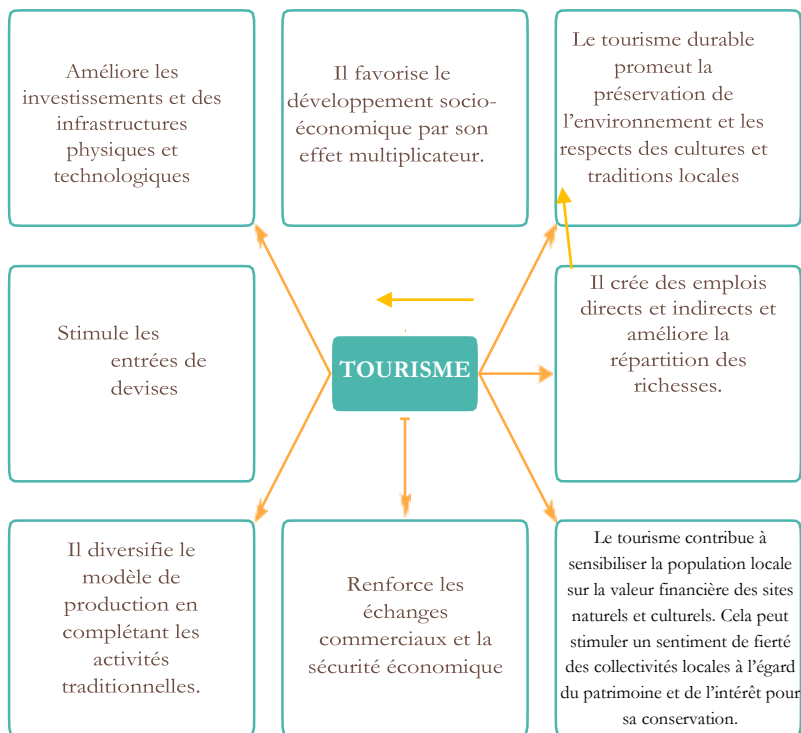 Améliore les
investissements et des
infrastructures
physiques et
technologiques
Il favorise le
développement socio-
économique par son
effet multiplicateur.
Le tourisme durable
promeut la
préservation de
l’environnement et les
respects des cultures et
traditions locales
Stimule les
entrées de
devises
TOURISME
Il crée des emplois
directs et indirects et
améliore la
répartition des
richesses.
Il diversifie le
modèle de
production en
complétant les
activités
traditionnelles.
Renforce les
échanges
commerciaux et la
sécurité économique
Le tourisme contribue à
sensibiliser la population locale
sur la valeur financière des sites
naturels et culturels. Cela peut
stimuler un sentiment de fierté
des collectivités locales à l’égard
du patrimoine et de l’intérêt pour
sa conservation.